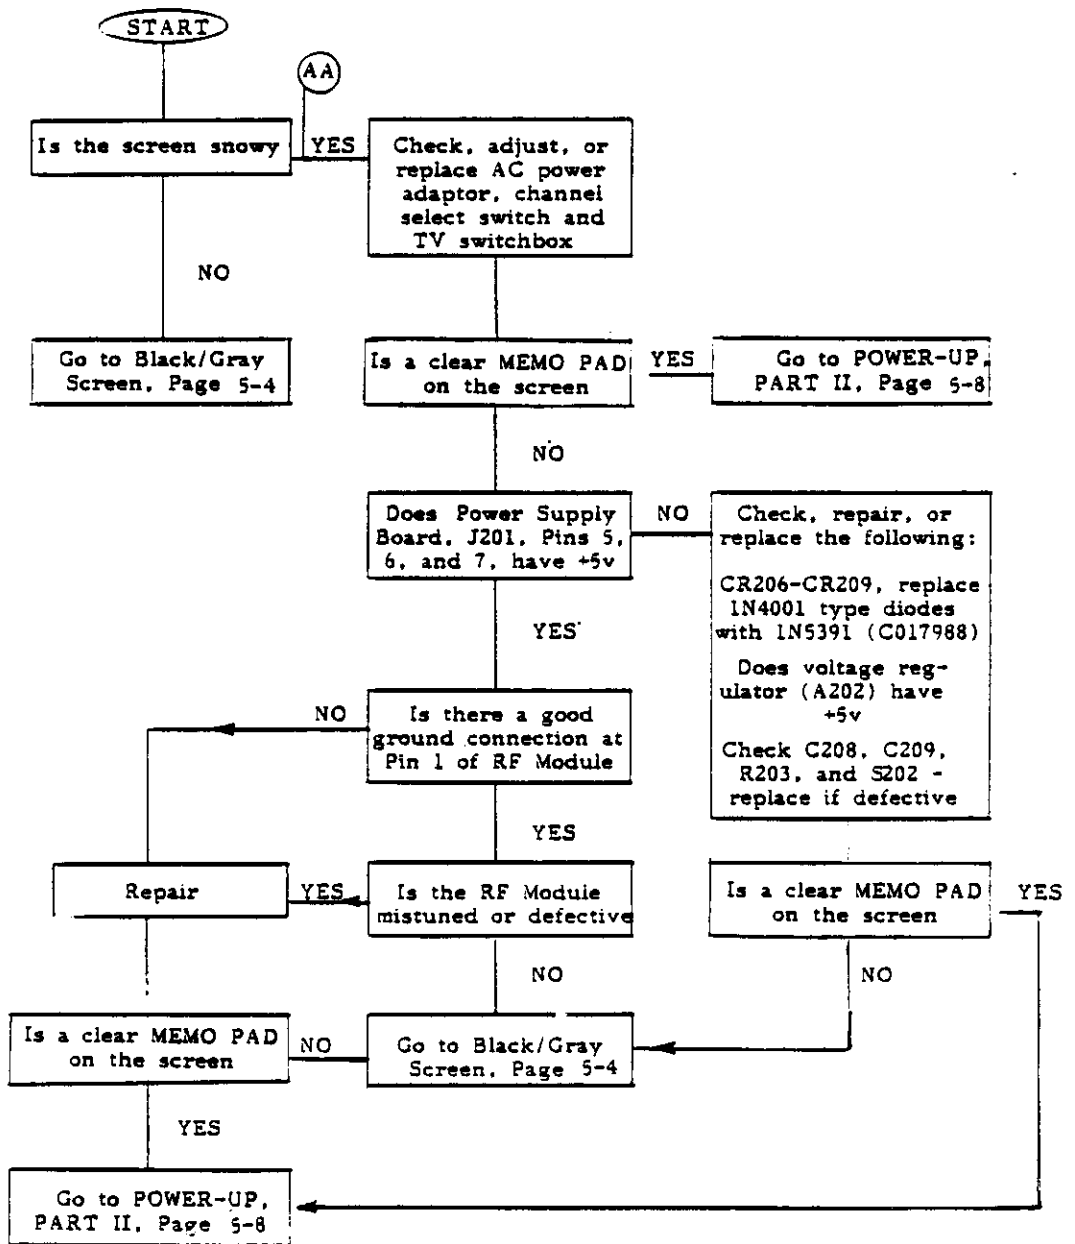 START
AA
Is the screen snowy
YES
Check, adjust, or
replace AC power
adaptor, channel
select switch and
TV switchbox
NO
Go to Black/Gray
Screen, Page 5-4
Is a clear MEMO PAD
on the screen
YES
Go to POWER-UP,
PART II, Page 5-8
NO
Does Power Supply
Board, J201, Pins 5,
6, and 7, have +5v
NO
Check, repair, or
replace the following:
CR206-CR209, replace
1N4001 type diodes
with 1N5391 (C017988)
Does voltage reg-
ulator (A202) have
+5v
Check C208, C209,
R203, and S202 -
replace if defective
YES
NO
Is there a good
ground connection at
Pin 1 of RF Module
YES
Repair
YES
Is the RF Module
mistuned or defective
Is a clear MEMO PAD
on the screen
YES
NO
NO
Is a clear MEMO PAD
on the screen
NO
Go to Black/Gray
Screen, Page 5-4
YES
Go to POWER-UP,
PART II, Page 5-8